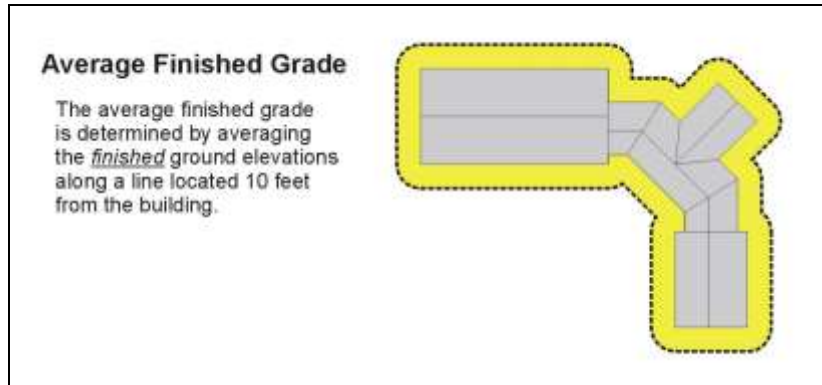 Average Finished Grade
The average finished grade
is determined by averaging
the finished ground elevations
along a line located 10 feet
from the building.